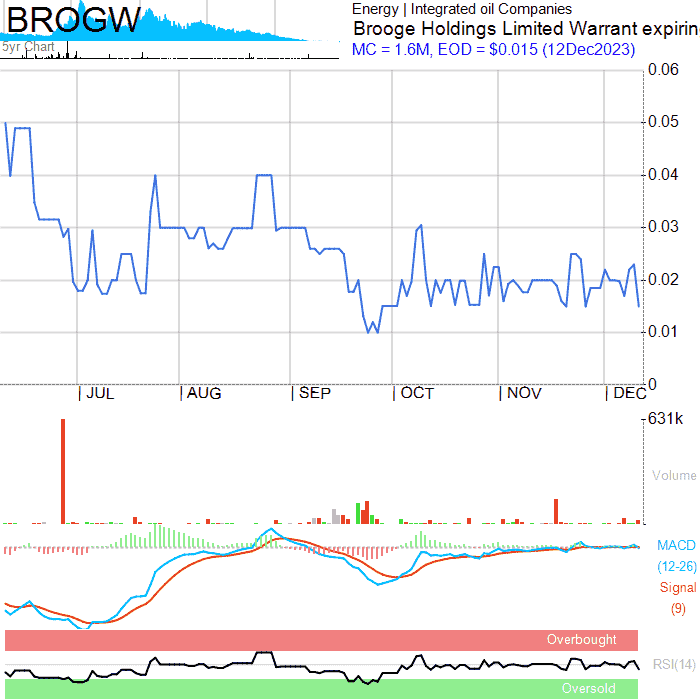 BROGW
Energy | Integrated oil Companies
Brooge Holdings Limited Warrant expirin
5yr Chart
MC = 1.6M, EOD = $0.015 (12Dec2023)
0.06
0.05
0.04
0.03
0.02
0.01
0
JUL AUG SEP OCT NOV DEC
631k
Volume
MACD
(12-26)
Signal
(9)
Overbought
RSI(14)
Oversold